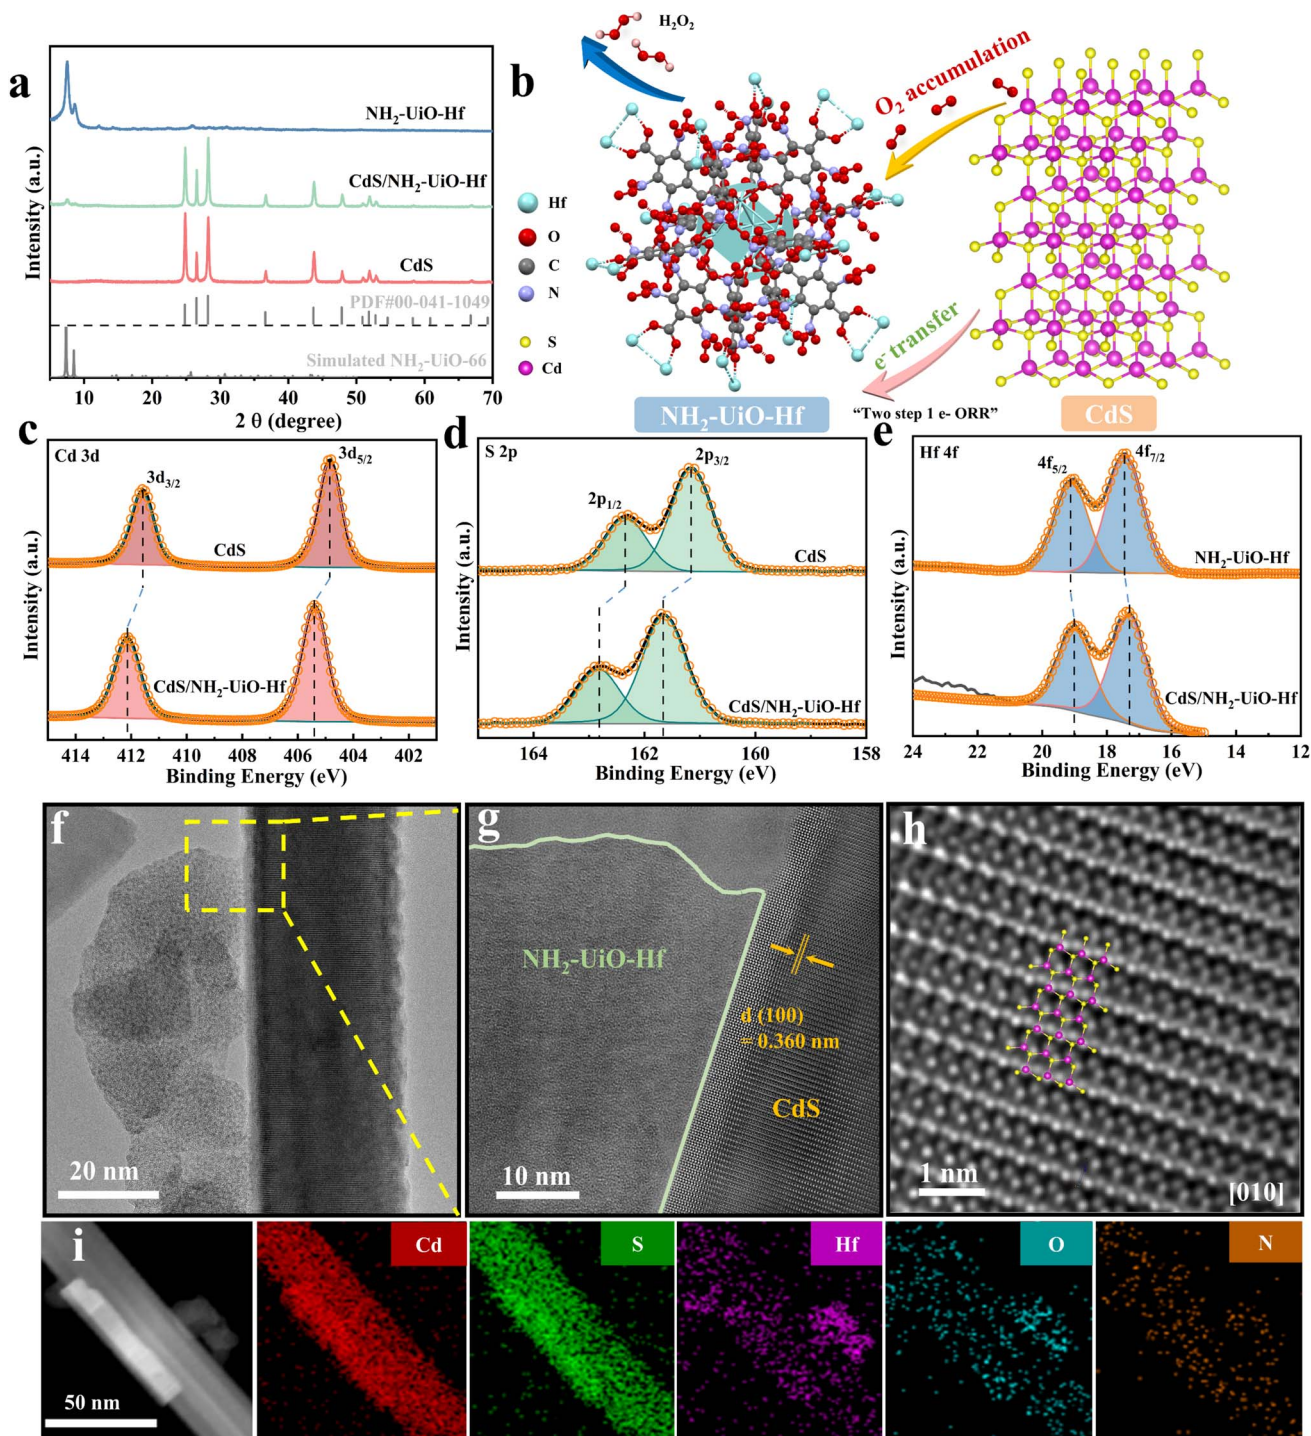 a
NH₂-UiO-Hf
CdS/NH₂-UiO-Hf
CdS
PDF#00-041-1049
Simulated NH₂-UiO-66
10 20 30 40 50 60 70
2 θ (degree)
Intensity (a.u.)
b
H₂O₂
O₂ accumulation
Hf
O
C
N
S
Cd
e⁻ transfer
"Two step 1 e- ORR"
NH₂-UiO-Hf
CdS
c
Cd 3d
3d₃/₂
3d₅/₂
CdS
CdS/NH₂-UiO-Hf
415 412 410 408 406 404 402
Binding Energy (eV)
Intensity (a.u.)
d
S 2p
2p₁/₂
2p₃/₂
CdS
CdS/NH₂-UiO-Hf
164 162 160 158
Binding Energy (eV)
Intensity (a.u.)
e
Hf 4f
4f₅/₂
4f₇/₂
NH₂-UiO-Hf
CdS/NH₂-UiO-Hf
24 22 19 17 14 12
Binding Energy (eV)
Intensity (a.u.)
f
20 nm
g
NH₂-UiO-Hf
d (100)
= 0.360 nm
CdS
10 nm
h
1 nm
[010]
i
50 nm
Cd
S
Hf
O
N